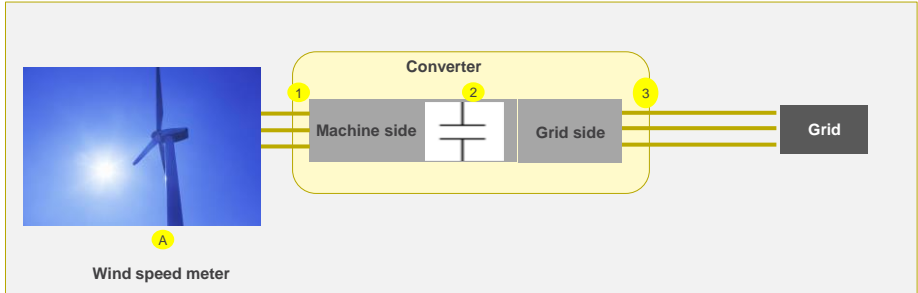 Converter
1
2
3
Machine side
Grid side
Grid
A
Wind speed meter